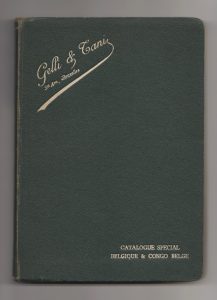 Gelli & Tani
CATALOGUE SPECIAL
BELGIQUE & CONGO BELGE